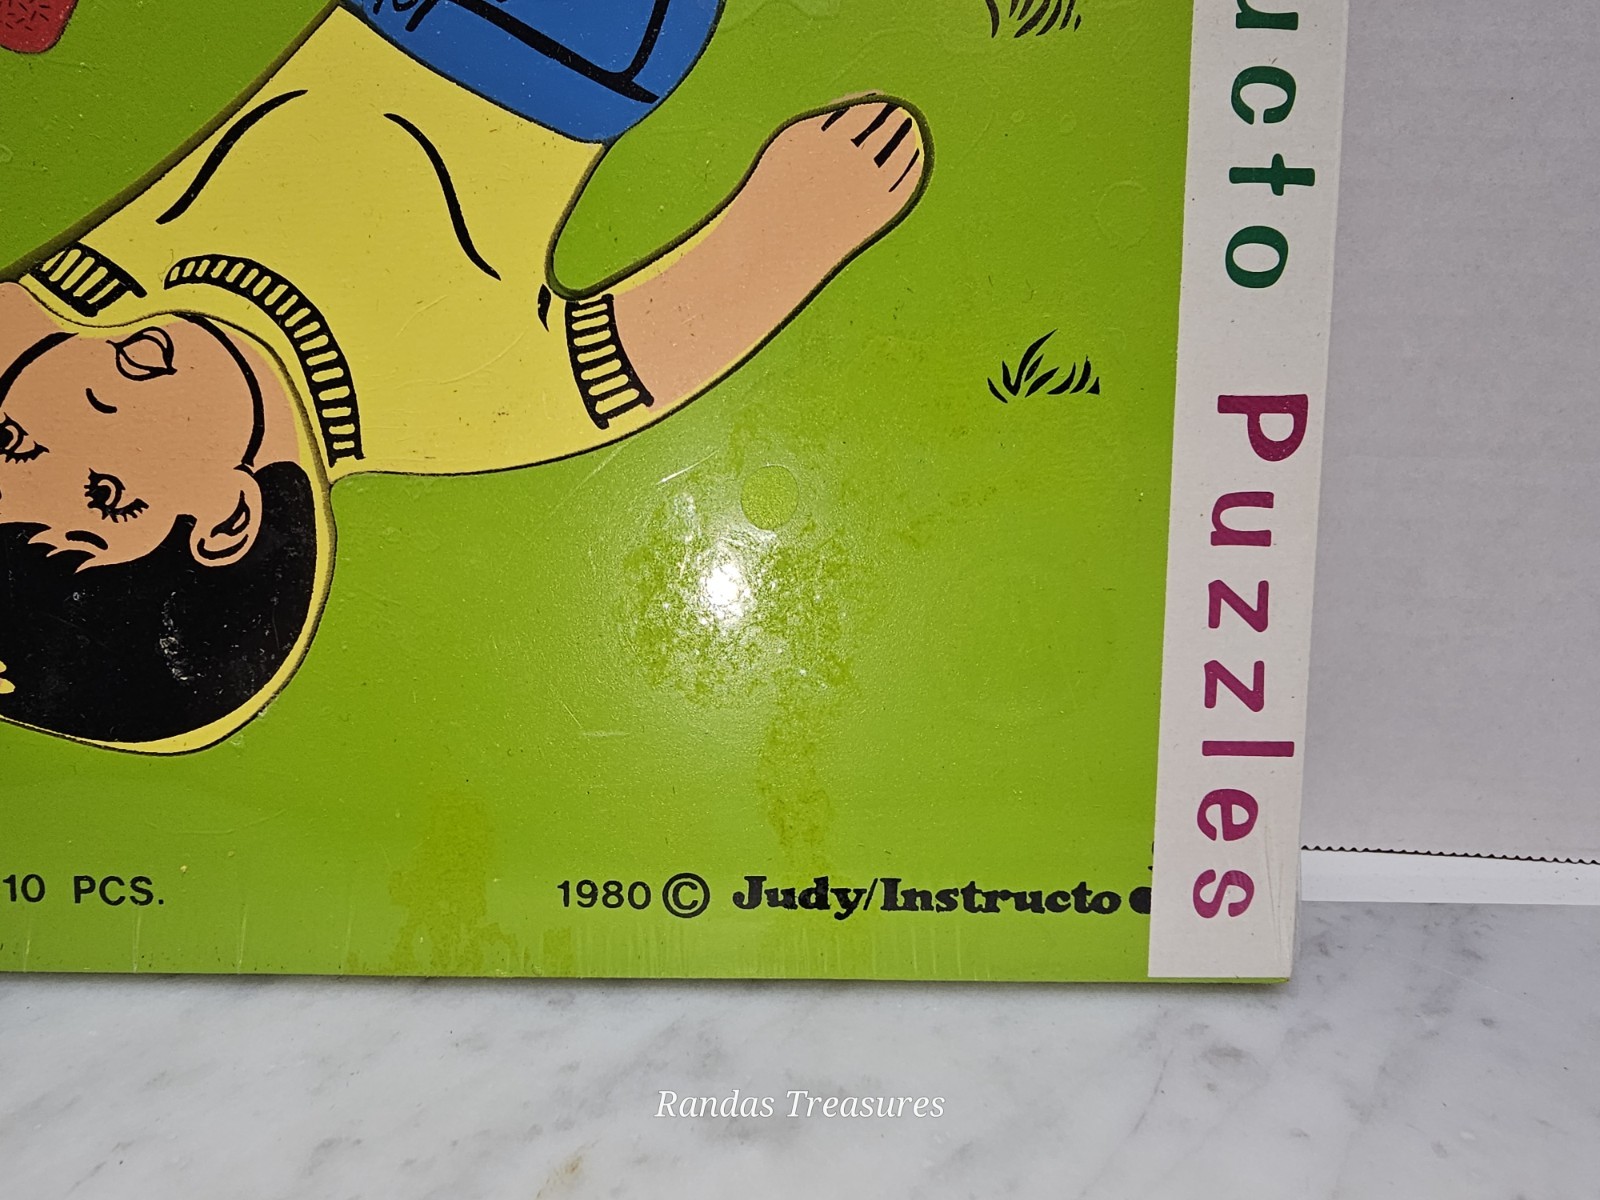 ucto Puzzles
10 PCS.
1980 © Judy/Instructo
Randas Treasures